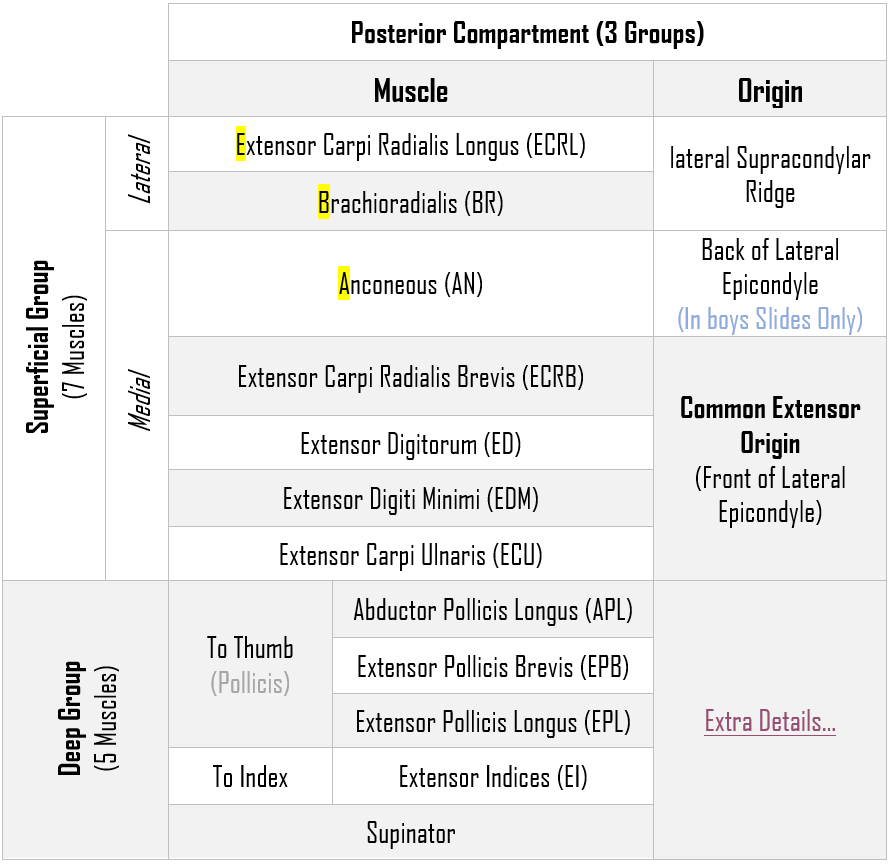 Posterior Compartment (3 Groups)
Muscle
Origin
Superficial Group
(7 Muscles)
Lateral
Extensor Carpi Radialis Longus (ECRL)
Brachioradialis (BR)
lateral Supracondylar
Ridge
Medial
Anconeous (AN)
Back of Lateral
Epicondyle
(In boys Slides Only)
Extensor Carpi Radialis Brevis (ECRB)
Extensor Digitorum (ED)
Extensor Digiti Minimi (EDM)
Extensor Carpi Ulnaris (ECU)
Common Extensor
Origin
(Front of Lateral
Epicondyle)
Deep Group
(5 Muscles)
To Thumb
(Pollicis)
Abductor Pollicis Longus (APL)
Extensor Pollicis Brevis (EPB)
Extensor Pollicis Longus (EPL)
To Index
Extensor Indices (EI)
Supinator
Extra Details...